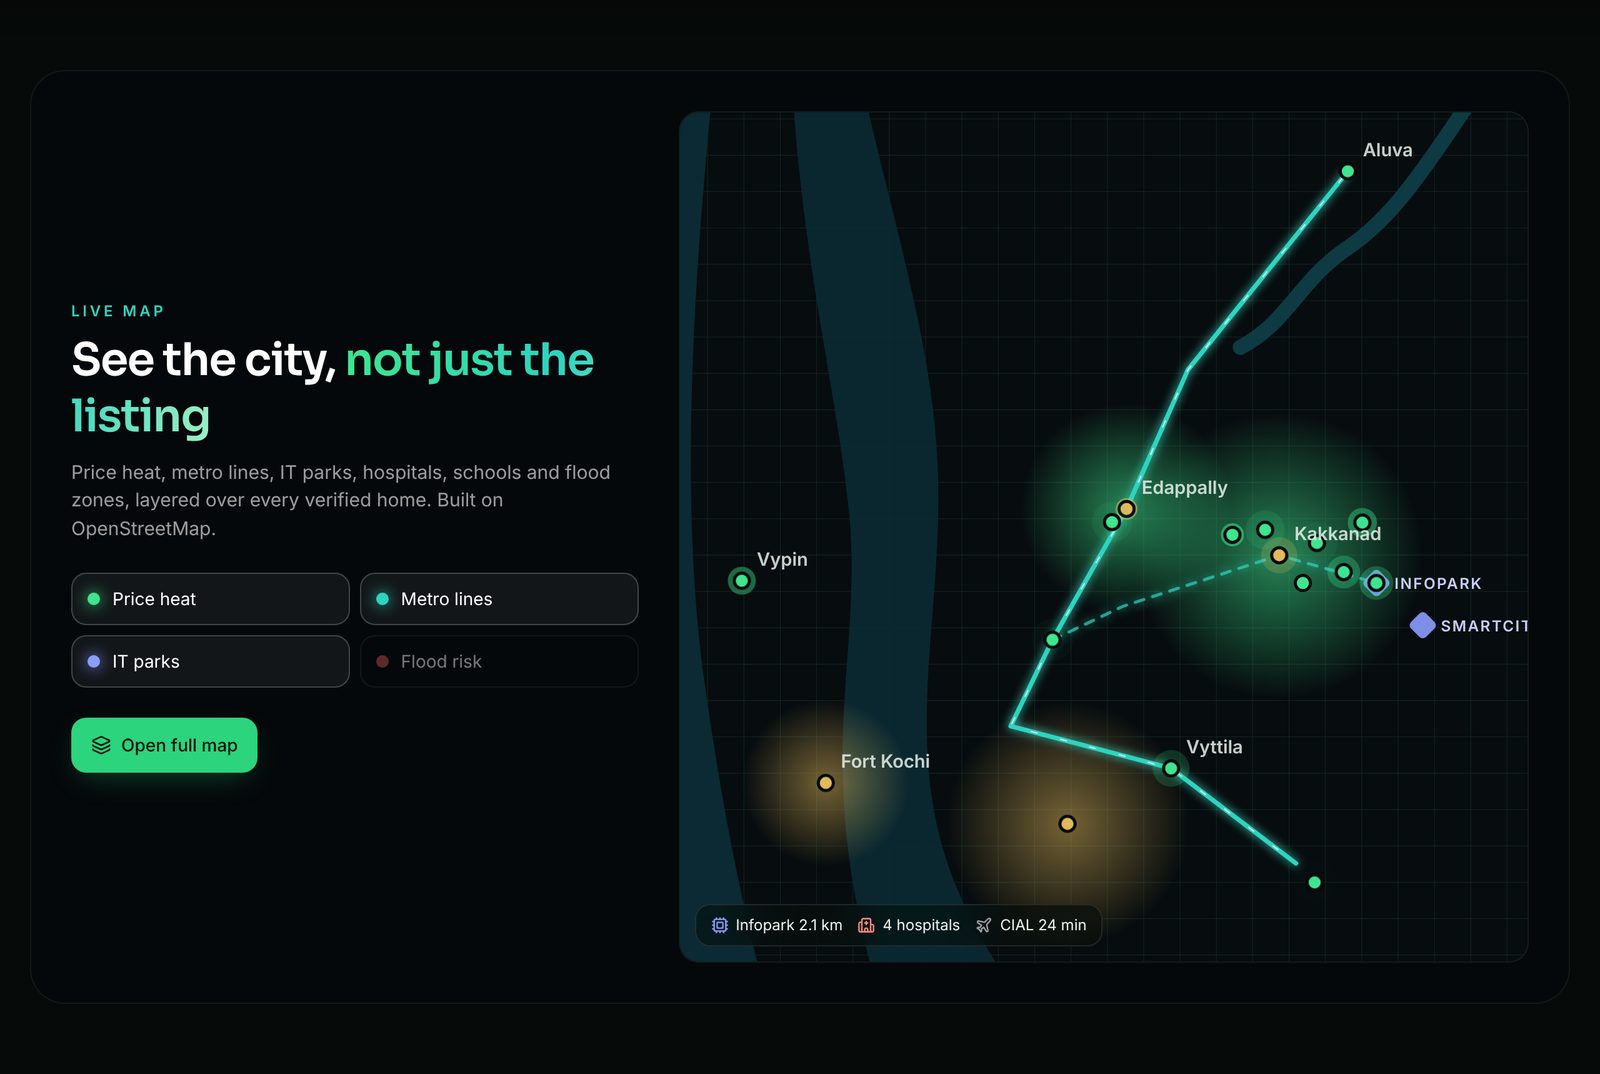 LIVE MAP
See the city, not just the
listing
Price heat, metro lines, IT parks, hospitals, schools and flood
zones, layered over every verified home. Built on
OpenStreetMap.
Price heat
Metro lines
IT parks
Flood risk
Open full map
Aluva
Edappally
Kakkanad
Vypin
INFOPARK
SMARTCIT
Vyttila
Fort Kochi
Infopark 2.1 km
4 hospitals
CIAL 24 min